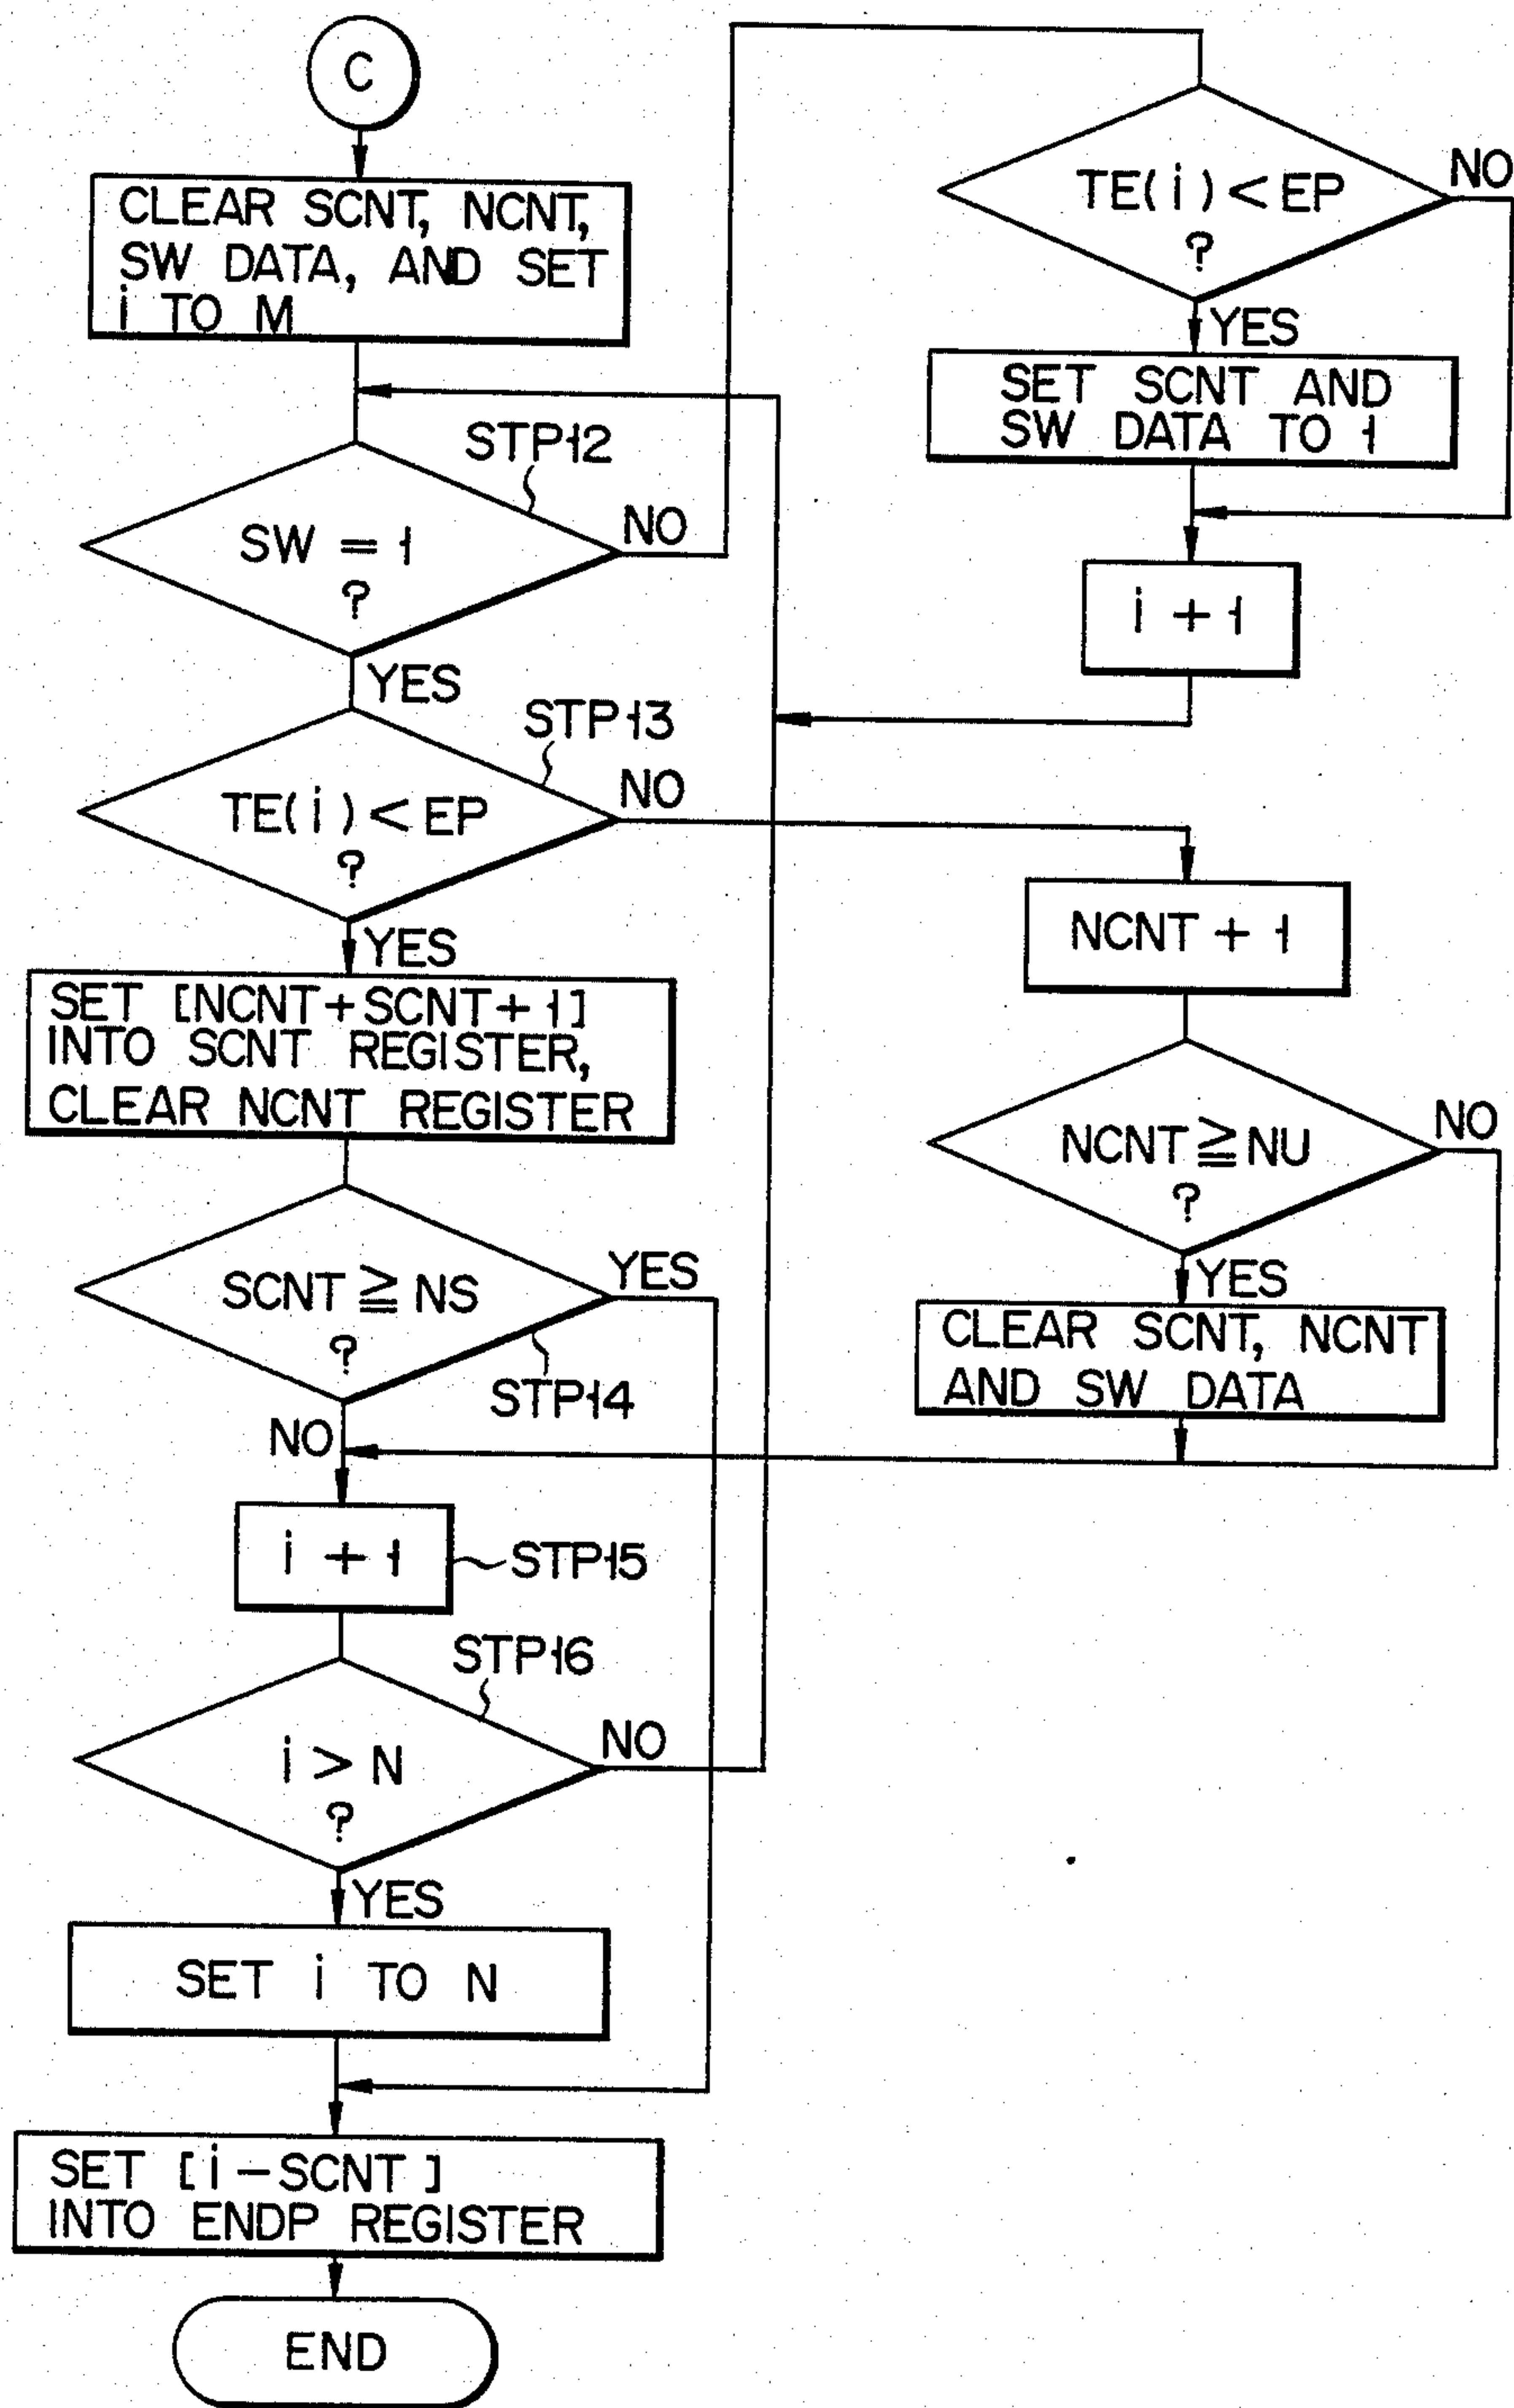 C
CLEAR SCNT, NCNT,
SW DATA, AND SET
i TO M
STP12
SW = 1
?
NO
YES
STP13
TE(i) < EP
?
NO
YES
SET [NCNT+SCNT+1]
INTO SCNT REGISTER,
CLEAR NCNT REGISTER
SCNT ≧ NS
?
YES
STP14
NO
i + 1
STP15
STP16
i > N
?
NO
YES
SET i TO N
SET [i-SCNT]
INTO ENDP REGISTER
END
TE(i) < EP
?
NO
YES
SET SCNT AND
SW DATA TO 1
i + 1
NCNT + 1
NCNT ≧ NU
?
NO
YES
CLEAR SCNT, NCNT
AND SW DATA